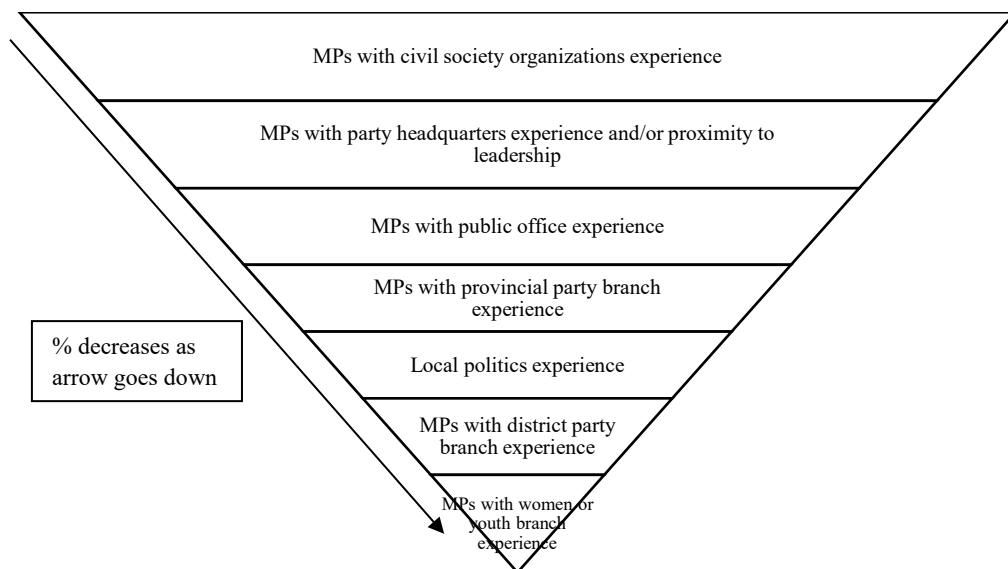 MPs with civil society organizations experience
MPs with party headquarters experience and/or proximity to
leadership
MPs with public office experience
MPs with provincial party branch
experience
% decreases as
arrow goes down
Local politics experience
MPs with district party
branch experience
MPs with women or
youth branch
experience